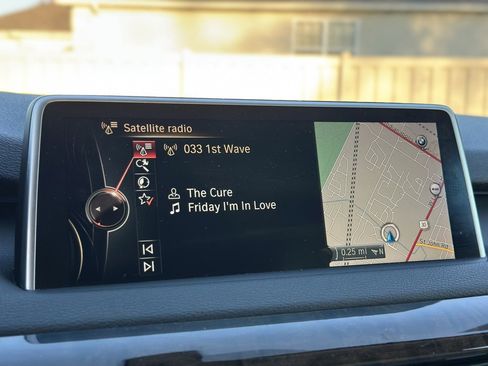 Satellite radio
033 1st Wave
The Cure
Friday I'm In Love
0.25 mi
N